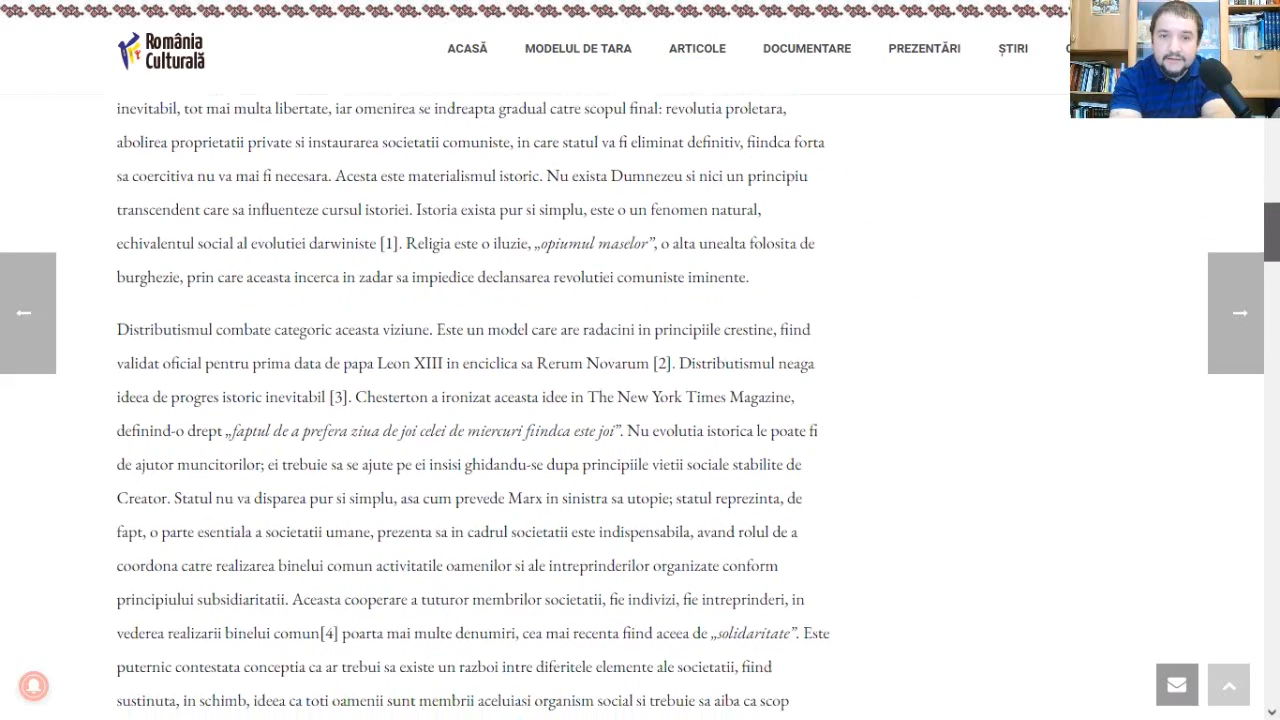 România
Culturală
ACASĂ MODELUL DE TARA ARTICOLE DOCUMENTARE PREZENTĂRI ȘTIRI
inevitabil, tot mai multa libertate, iar omenirea se indreapta gradual catre scopul final: revolutia proletara,
abolirea proprietatii private si instaurarea societatii comuniste, in care statul va fi eliminat definitiv, fiindca forta
sa coercitiva nu va mai fi necesara. Acesta este materialismul istoric. Nu exista Dumnezeu si nici un principiu
transcendent care sa influenteze cursul istoriei. Istoria exista pur si simplu, este o un fenomen natural,
echivalentul social al evolutiei darwiniste [1]. Religia este o iluzie, „opiumul maselor”, o alta unealta folosita de
burghezie, prin care aceasta incerca in zadar sa impiedice declansarea revolutiei comuniste iminente.
Distributismul combate categoric aceasta viziune. Este un model care are radacini in principiile crestine, fiind
validat oficial pentru prima data de papa Leon XIII in enciclica sa Rerum Novarum [2]. Distributismul neaga
ideea de progres istoric inevitabil [3]. Chesterton a ironizat aceasta idee in The New York Times Magazine,
definind-o drept „faptul de a prefera ziua de joi celei de miercuri fiindca este joi”. Nu evolutia istorica le poate fi
de ajutor muncitorilor; ei trebuie sa se ajute pe ei insisi ghidandu-se dupa principiile vietii sociale stabilite de
Creator. Statul nu va disparea pur si simplu, asa cum prevede Marx in sinistra sa utopie; statul reprezinta, de
fapt, o parte esentiala a societatii umane, prezenta sa in cadrul societatii este indispensabila, avand rolul de a
coordona catre realizarea binelui comun activitatile oamenilor si ale intreprinderilor organizate conform
principiului subsidiaritatii. Aceasta cooperare a tuturor membrilor societatii, fie indivizi, fie intreprinderi, in
vederea realizarii binelui comun[4] poarta mai multe denumiri, cea mai recenta fiind aceea de „solidaritate”. Este
puternic contestata conceptia ca ar trebui sa existe un razboi intre diferitele elemente ale societatii, fiind
sustinuta, in schimb, ideea ca toti oamenii sunt membrii aceluiasi organism social si trebuie sa aiba ca scop